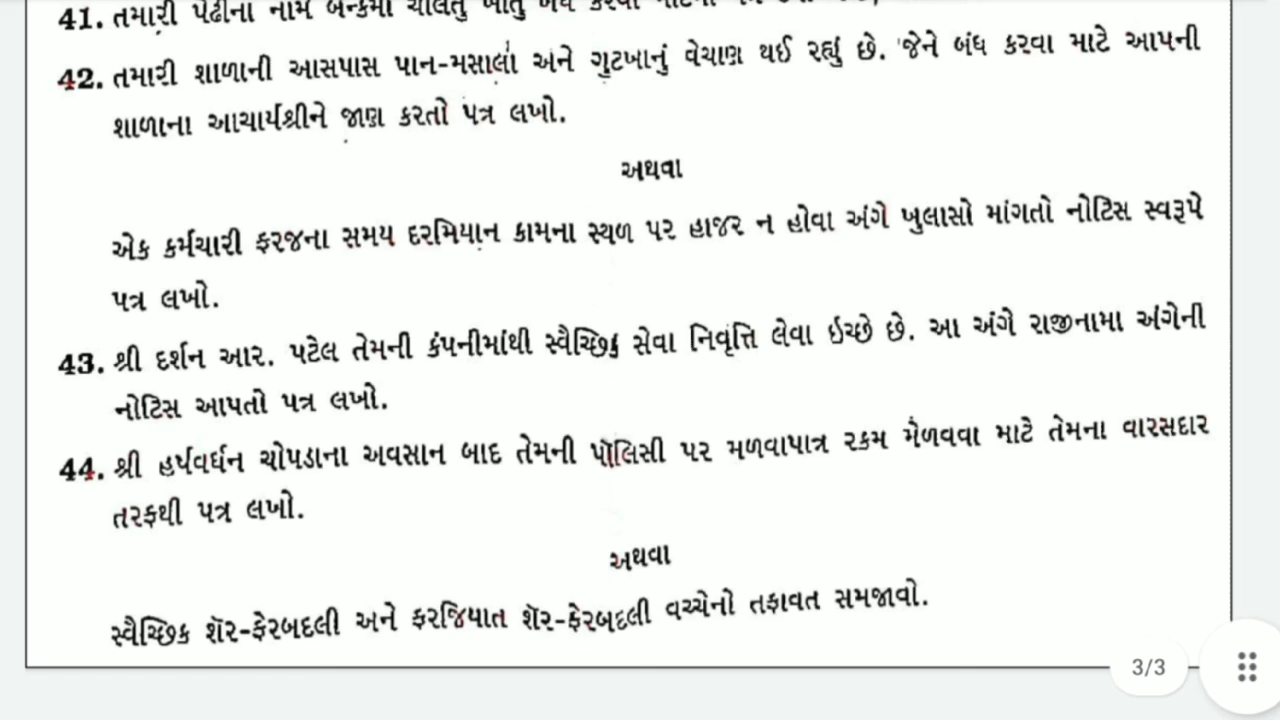 41. તમારી પેઢીના નામે બેન્કમાં ચાલતું ખાતું બંધ કરવા માટેનો પત્ર
42. તમારી શાળાની આસપાસ પાન-મસાલા અને ગુટખાનું વેચાણ થઈ રહ્યું છે. જેને બંધ કરવા માટે આપની
શાળાના આચાર્યશ્રીને જાણ કરતો પત્ર લખો.
અથવા
એક કર્મચારી ફરજના સમય દરમિયાન કામના સ્થળ પર હાજર ન હોવા અંગે ખુલાસો માંગતો નોટિસ સ્વરૂપે
પત્ર લખો.
43. શ્રી દર્શન આર. પટેલ તેમની કંપનીમાંથી સ્વૈચ્છિક સેવા નિવૃત્તિ લેવા ઇચ્છે છે. આ અંગે રાજીનામા અંગેની
નોટિસ આપતો પત્ર લખો.
44. શ્રી હર્ષવર્ધન ચોપડાના અવસાન બાદ તેમની પૉલિસી પર મળવાપાત્ર રકમ મેળવવા માટે તેમના વારસદાર
તરફથી પત્ર લખો.
અથવા
સ્વૈચ્છિક શૅર-ફેરબદલી અને ફરજિયાત શૅર-ફેરબદલી વચ્ચેનો તફાવત સમજાવો.
3/3